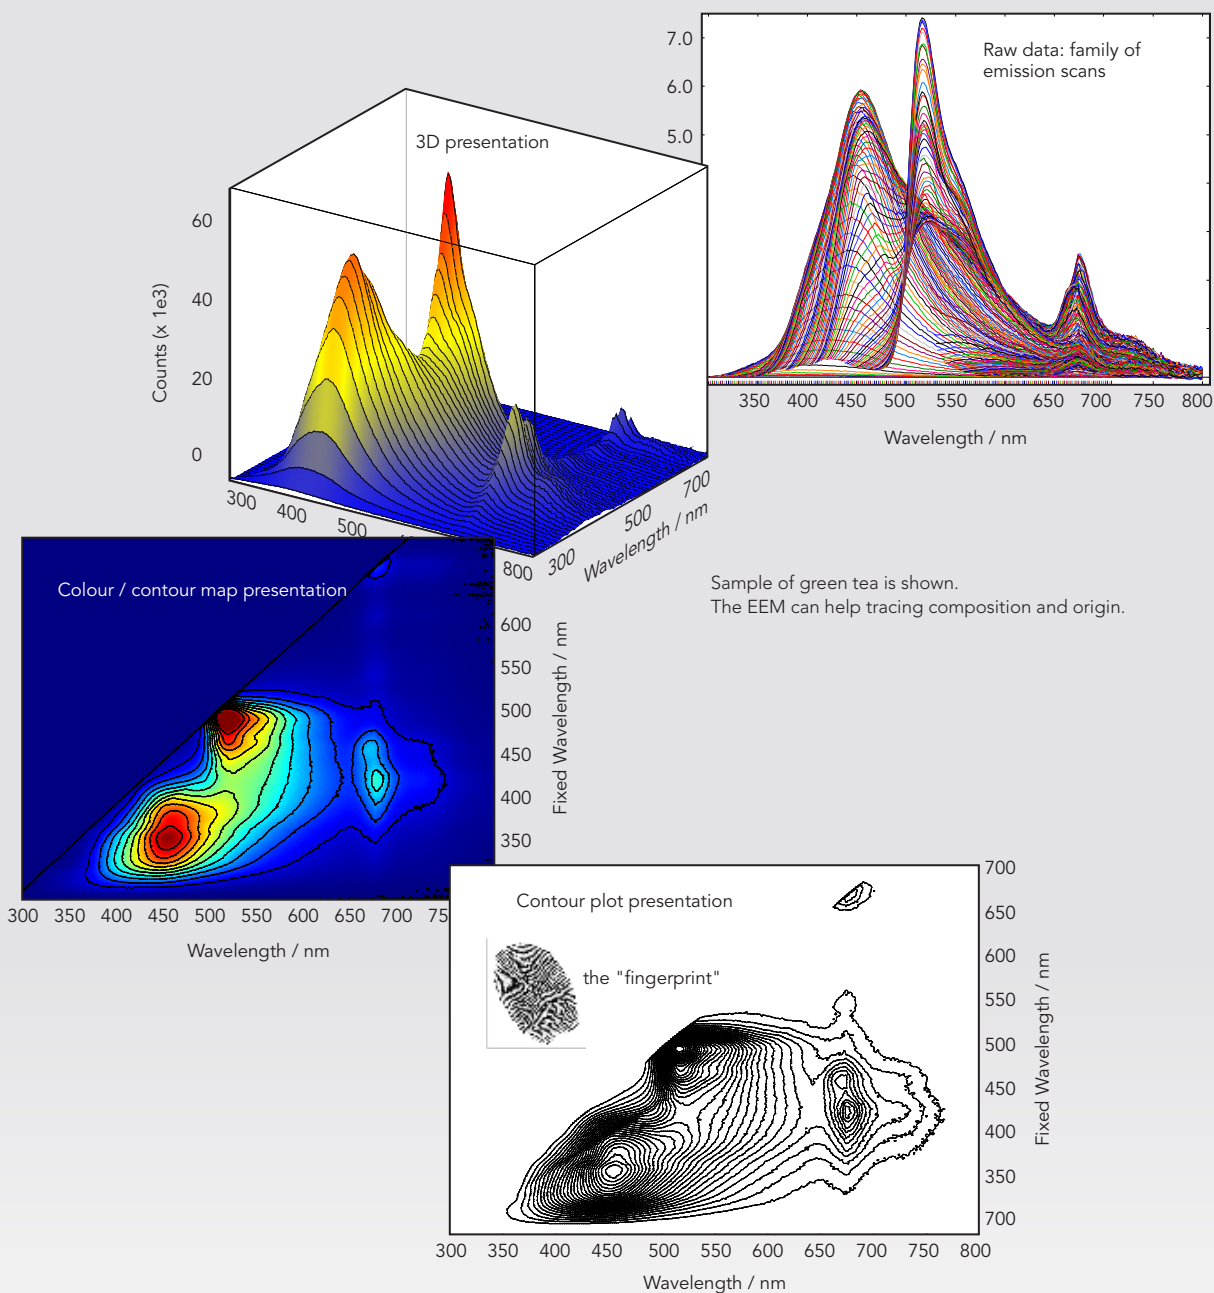 Raw data: family of
emission scans
7.0
6.0
5.0
350 400 450 500 550 600 650 700 750 800
Wavelength / nm
3D presentation
60
40
20
0
Counts (x 1e3)
300 400 500 800
300 500 700
Wavelength / nm
Sample of green tea is shown.
The EEM can help tracing composition and origin.
Colour / contour map presentation
600
550
500
450
400
350
Fixed Wavelength / nm
300 350 400 450 500 550 600 650 700
Wavelength / nm
Contour plot presentation
the "fingerprint"
700
650
600
550
500
450
400
350
700
Fixed Wavelength / nm
300 350 400 450 500 550 600 650 700 750 800
Wavelength / nm